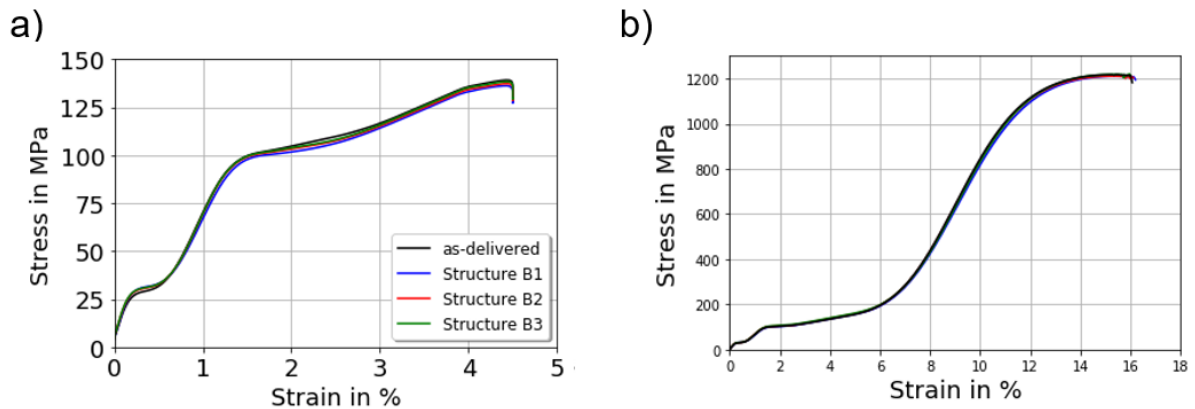 a)
150
125
100
75
50
25
0
Stress in MPa
0 1 2 3 4 5
Strain in %
as-delivered
Structure B1
Structure B2
Structure B3
b)
1200
1000
800
600
400
200
0
Stress in MPa
0 2 4 6 8 10 12 14 16 18
Strain in %